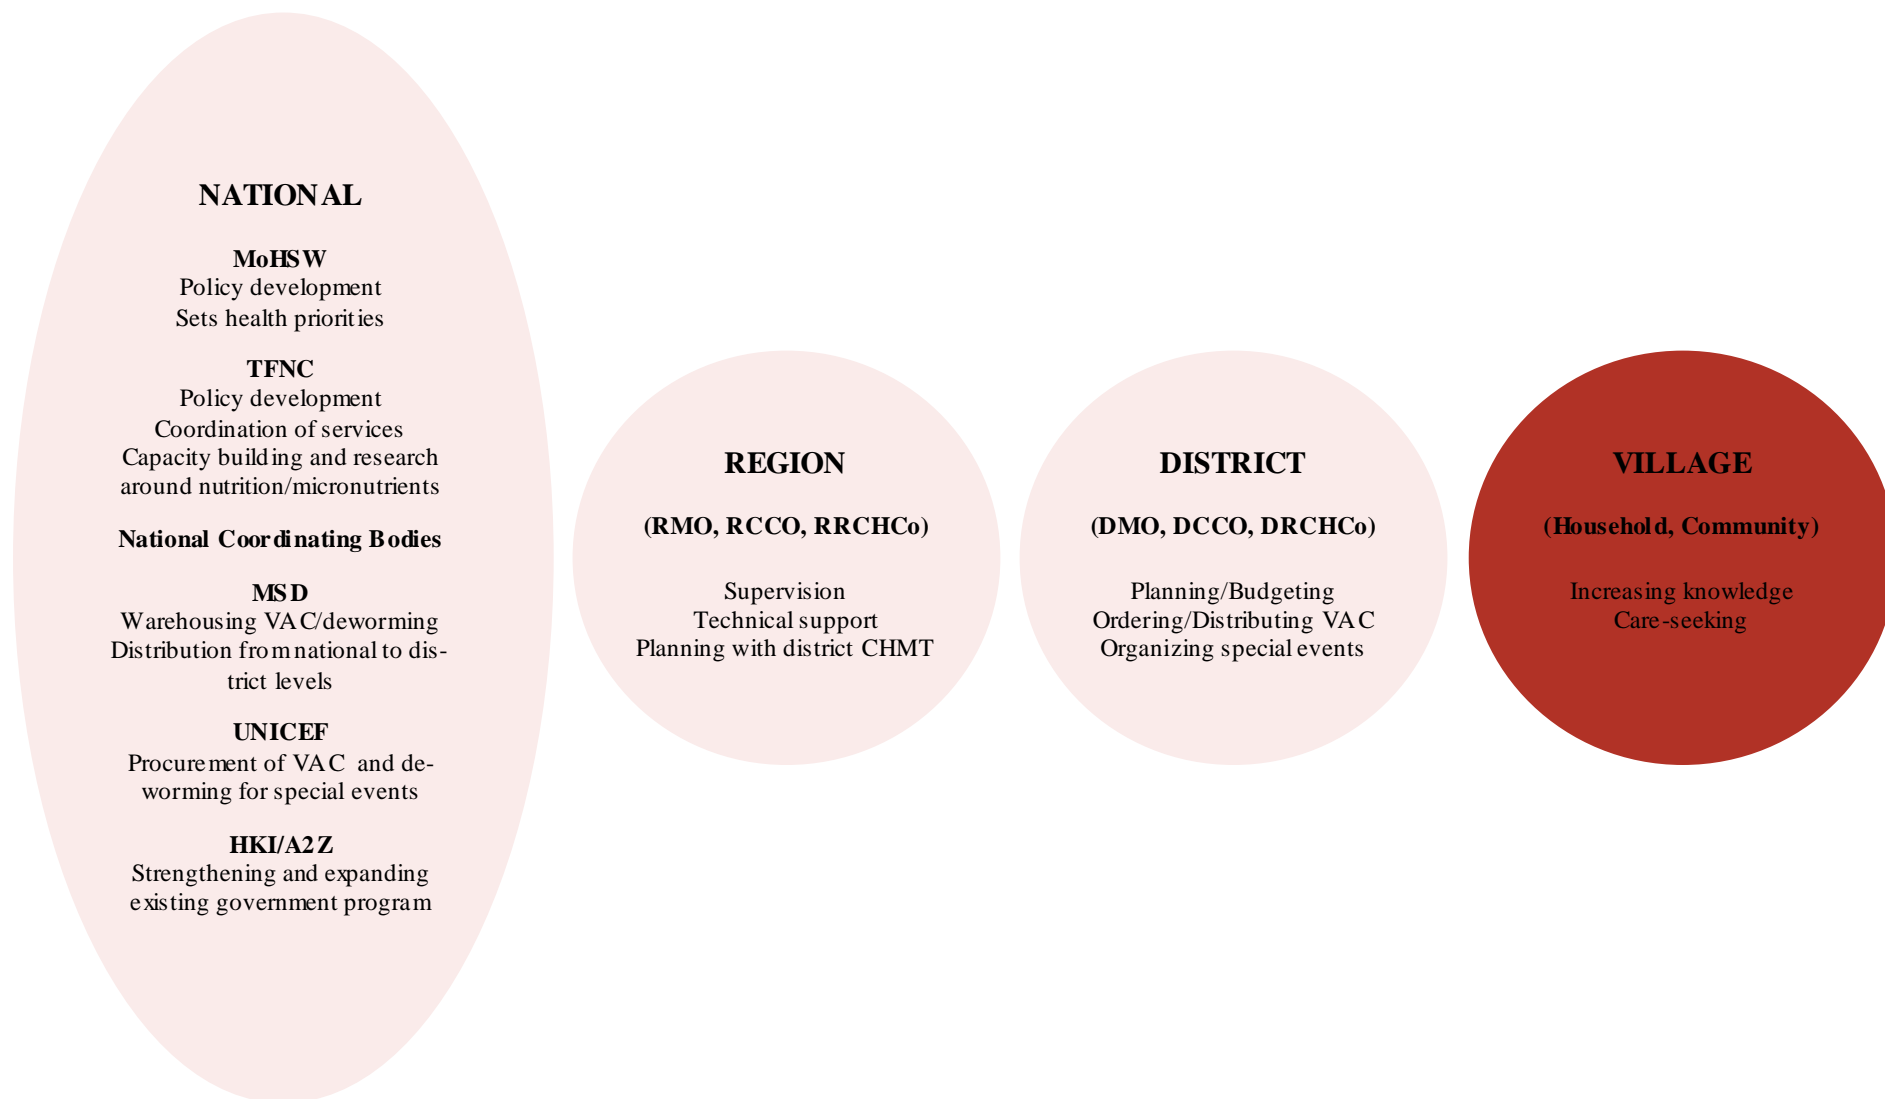 NATIONAL
MoHSW
Policy development
Sets health priorities
TFNC
Policy development
Coordination of services
Capacity building and research
around nutrition/micronutrients
National Coordinating Bodies
MSD
Warehousing VAC/deworming
Distribution from national to dis-
trict levels
UNICEF
Procurement of VAC and de-
worming for special events
HKI/A2Z
Strengthening and expanding
existing government program
REGION
(RMO, RCCO, RRCHCo)
Supervision
Technical support
Planning with district CHMT
DISTRICT
(DMO, DCCO, DRCHCo)
Planning/Budgeting
Ordering/Distributing VAC
Organizing special events
VILLAGE
(Household, Community)
Increasing knowledge
Care-seeking